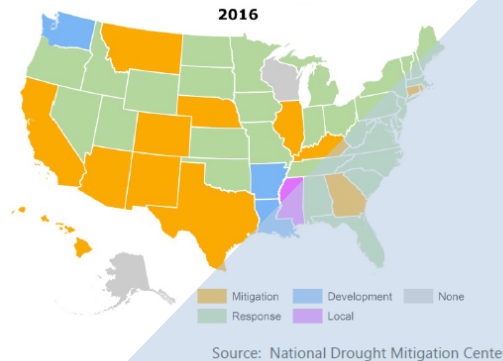 2016
Mitigation Development None
Response Local
Source: National Drought Mitigation Cente